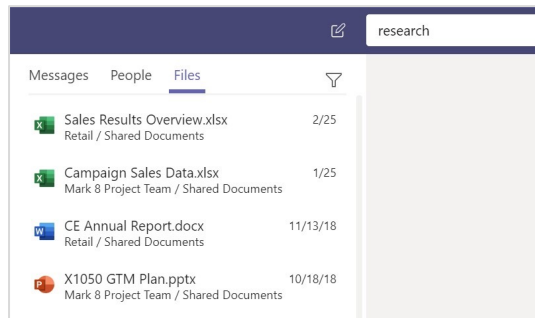 research
Messages People Files
Sales Results Overview.xlsx 2/25
Retail / Shared Documents
Campaign Sales Data.xlsx 1/25
Mark 8 Project Team / Shared Documents
CE Annual Report.docx 11/13/18
Retail / Shared Documents
X1050 GTM Plan.pptx 10/18/18
Mark 8 Project Team / Shared Documents